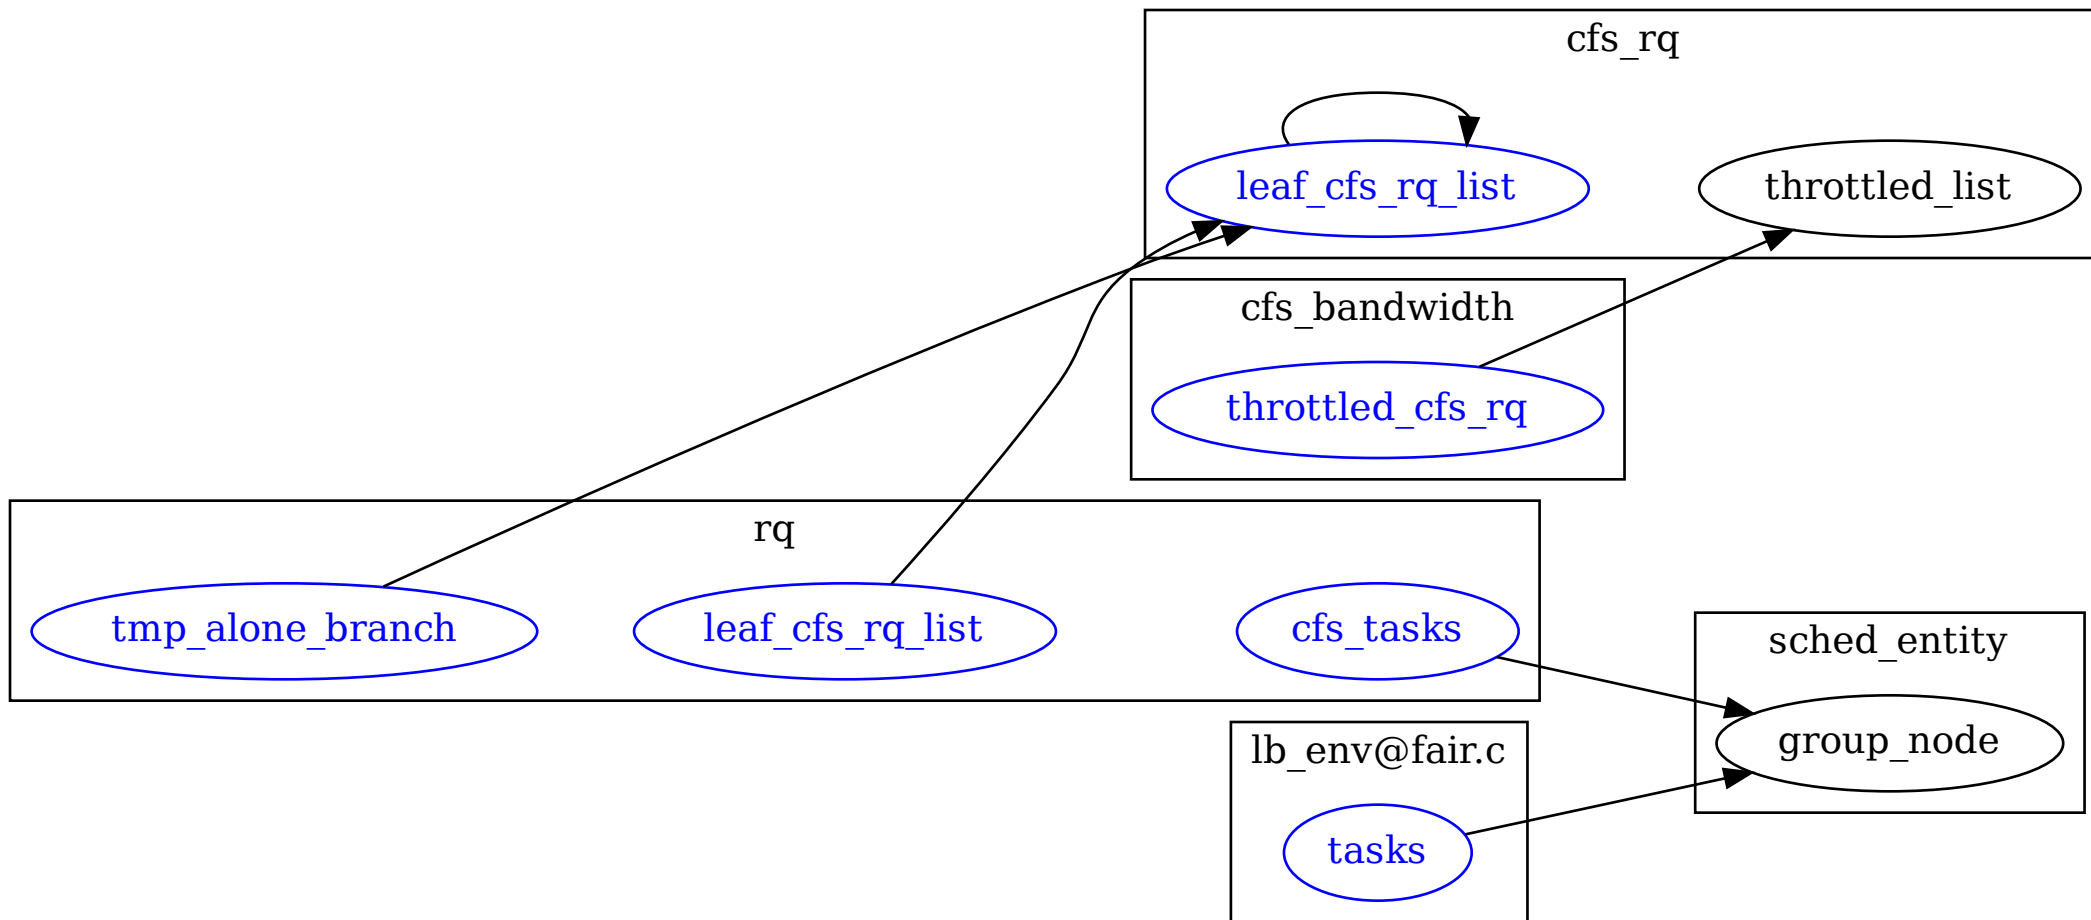 cfs_rq
leaf_cfs_rq_list
throttled_list
cfs_bandwidth
throttled_cfs_rq
rq
tmp_alone_branch
leaf_cfs_rq_list
cfs_tasks
sched_entity
group_node
lb_env@fair.c
tasks